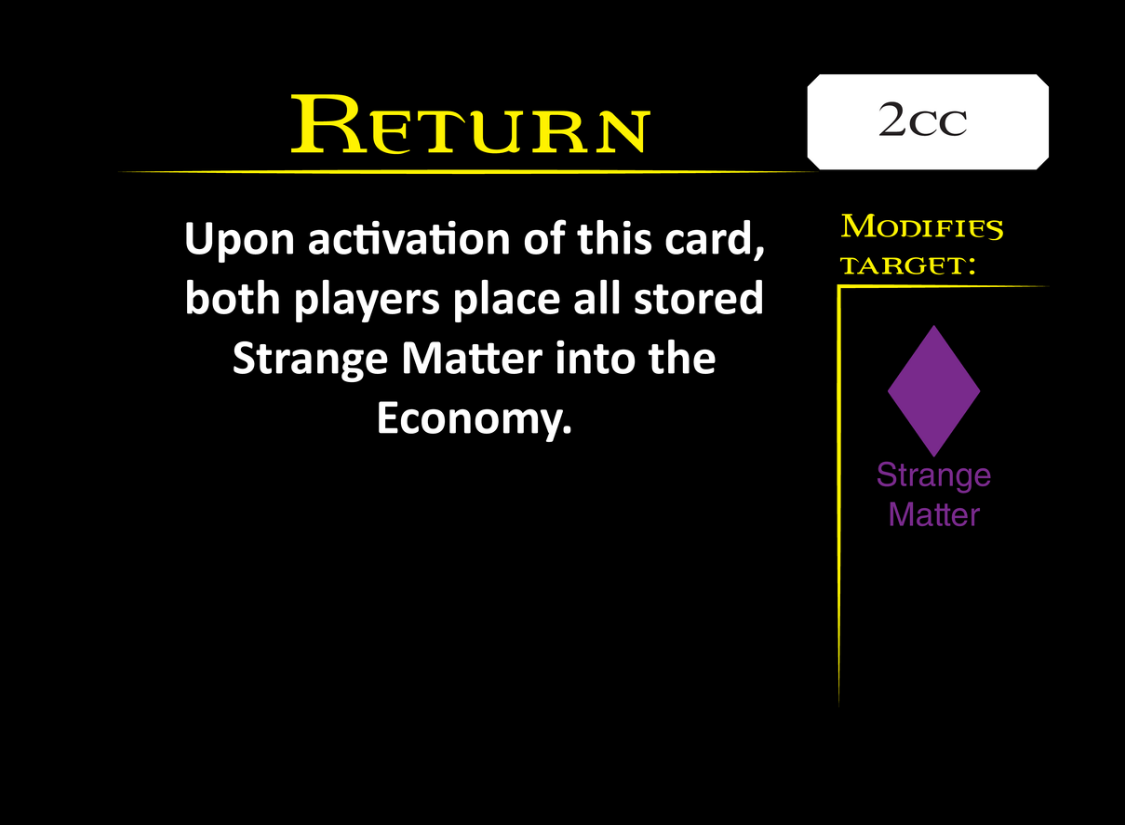 Return
2cc
Upon activation of this card,
both players place all stored
Strange Matter into the
Economy.
Modifies
target:
Strange
Matter